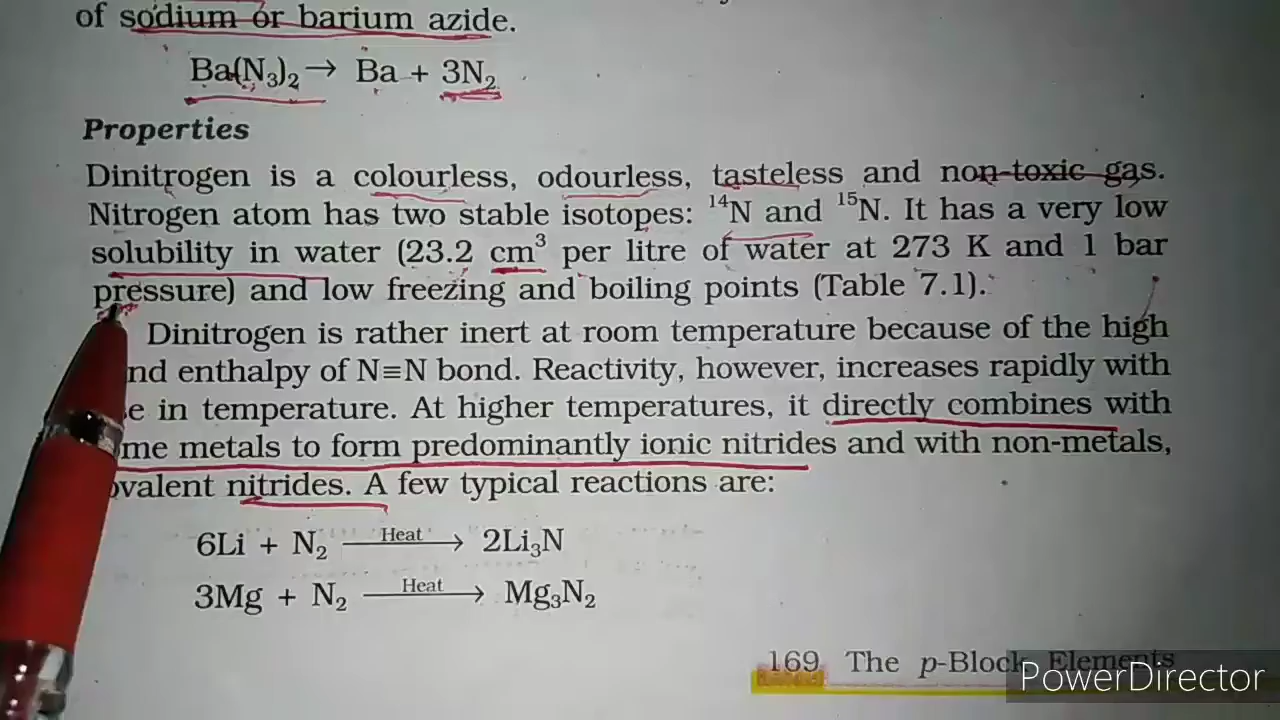 of sodium or barium azide.
Ba(N₃)₂ → Ba + 3N₂
Properties
Dinitrogen is a colourless, odourless, tasteless and non-toxic gas.
Nitrogen atom has two stable isotopes: ¹⁴N and ¹⁵N. It has a very low
solubility in water (23.2 cm³ per litre of water at 273 K and 1 bar
pressure) and low freezing and boiling points (Table 7.1).
Dinitrogen is rather inert at room temperature because of the high
nd enthalpy of N≡N bond. Reactivity, however, increases rapidly with
e in temperature. At higher temperatures, it directly combines with
me metals to form predominantly ionic nitrides and with non-metals,
ovalent nitrides. A few typical reactions are:
6Li + N₂ Heat → 2Li₃N
3Mg + N₂ Heat → Mg₃N₂
169 The p-Block Elements
PowerDirector